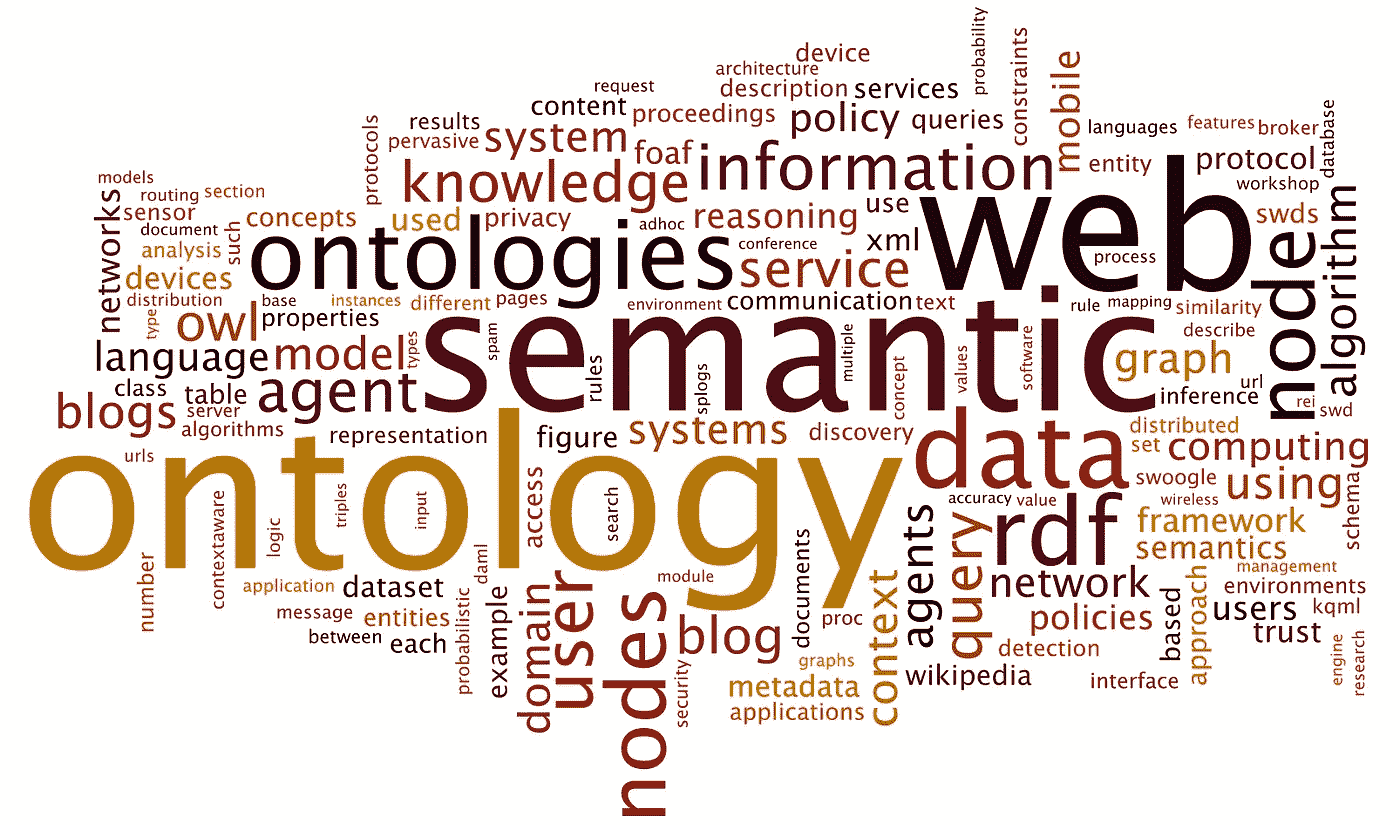 device
probability
architecture
constraints
mobile
request
description
services
content
proceedings
policy
queries
results
system
protocols
pervasive
foaf
information
languages
features
broker
database
entity
protocol
workshop
knowledge
models
routing
section
networks
sensor
concepts
used
privacy
adhoc
reasoning
use
web
swds
document
such
analysis
ontologies
conference
xml
process
node
algorithm
devices
service
distribution
base
instances
different
pages
environment
communication
text
rule
mapping
similarity
type
owl
properties
semantic
describe
language
model
types
spam
rules
splogs
multiple
concept
values
software
graph
class
table
agent
inference
url
rei
swd
blogs
server
algorithms
representation
figure
systems
discovery
data
distributed
set
computing
urls
ontology
swoogle
using
schema
access
search
input
triples
logic
contextaware
accuracy
value
wireless
rdf
framework
semantics
number
application
dataset
daml
module
documents
agents
query
network
management
environments
message
entities
probabilistic
example
domain
user
nodes
blog
proc
context
policies
based
approach
users
kqml
between
each
trust
detection
engine
research
security
graphs
metadata
applications
wikipedia
interface